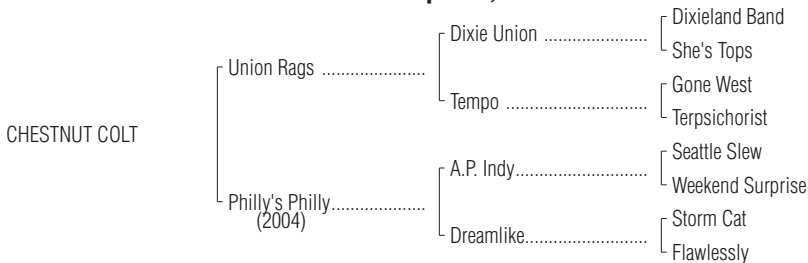 Dixieland Band
Dixie Union ........................
She's Tops
Union Rags ......................
Gone West
Tempo ................................
Terpsichorist
CHESTNUT COLT
Seattle Slew
A.P. Indy..............................
Weekend Surprise
Philly's Philly....................
(2004)
Storm Cat
Dreamlike............................
Flawlessly